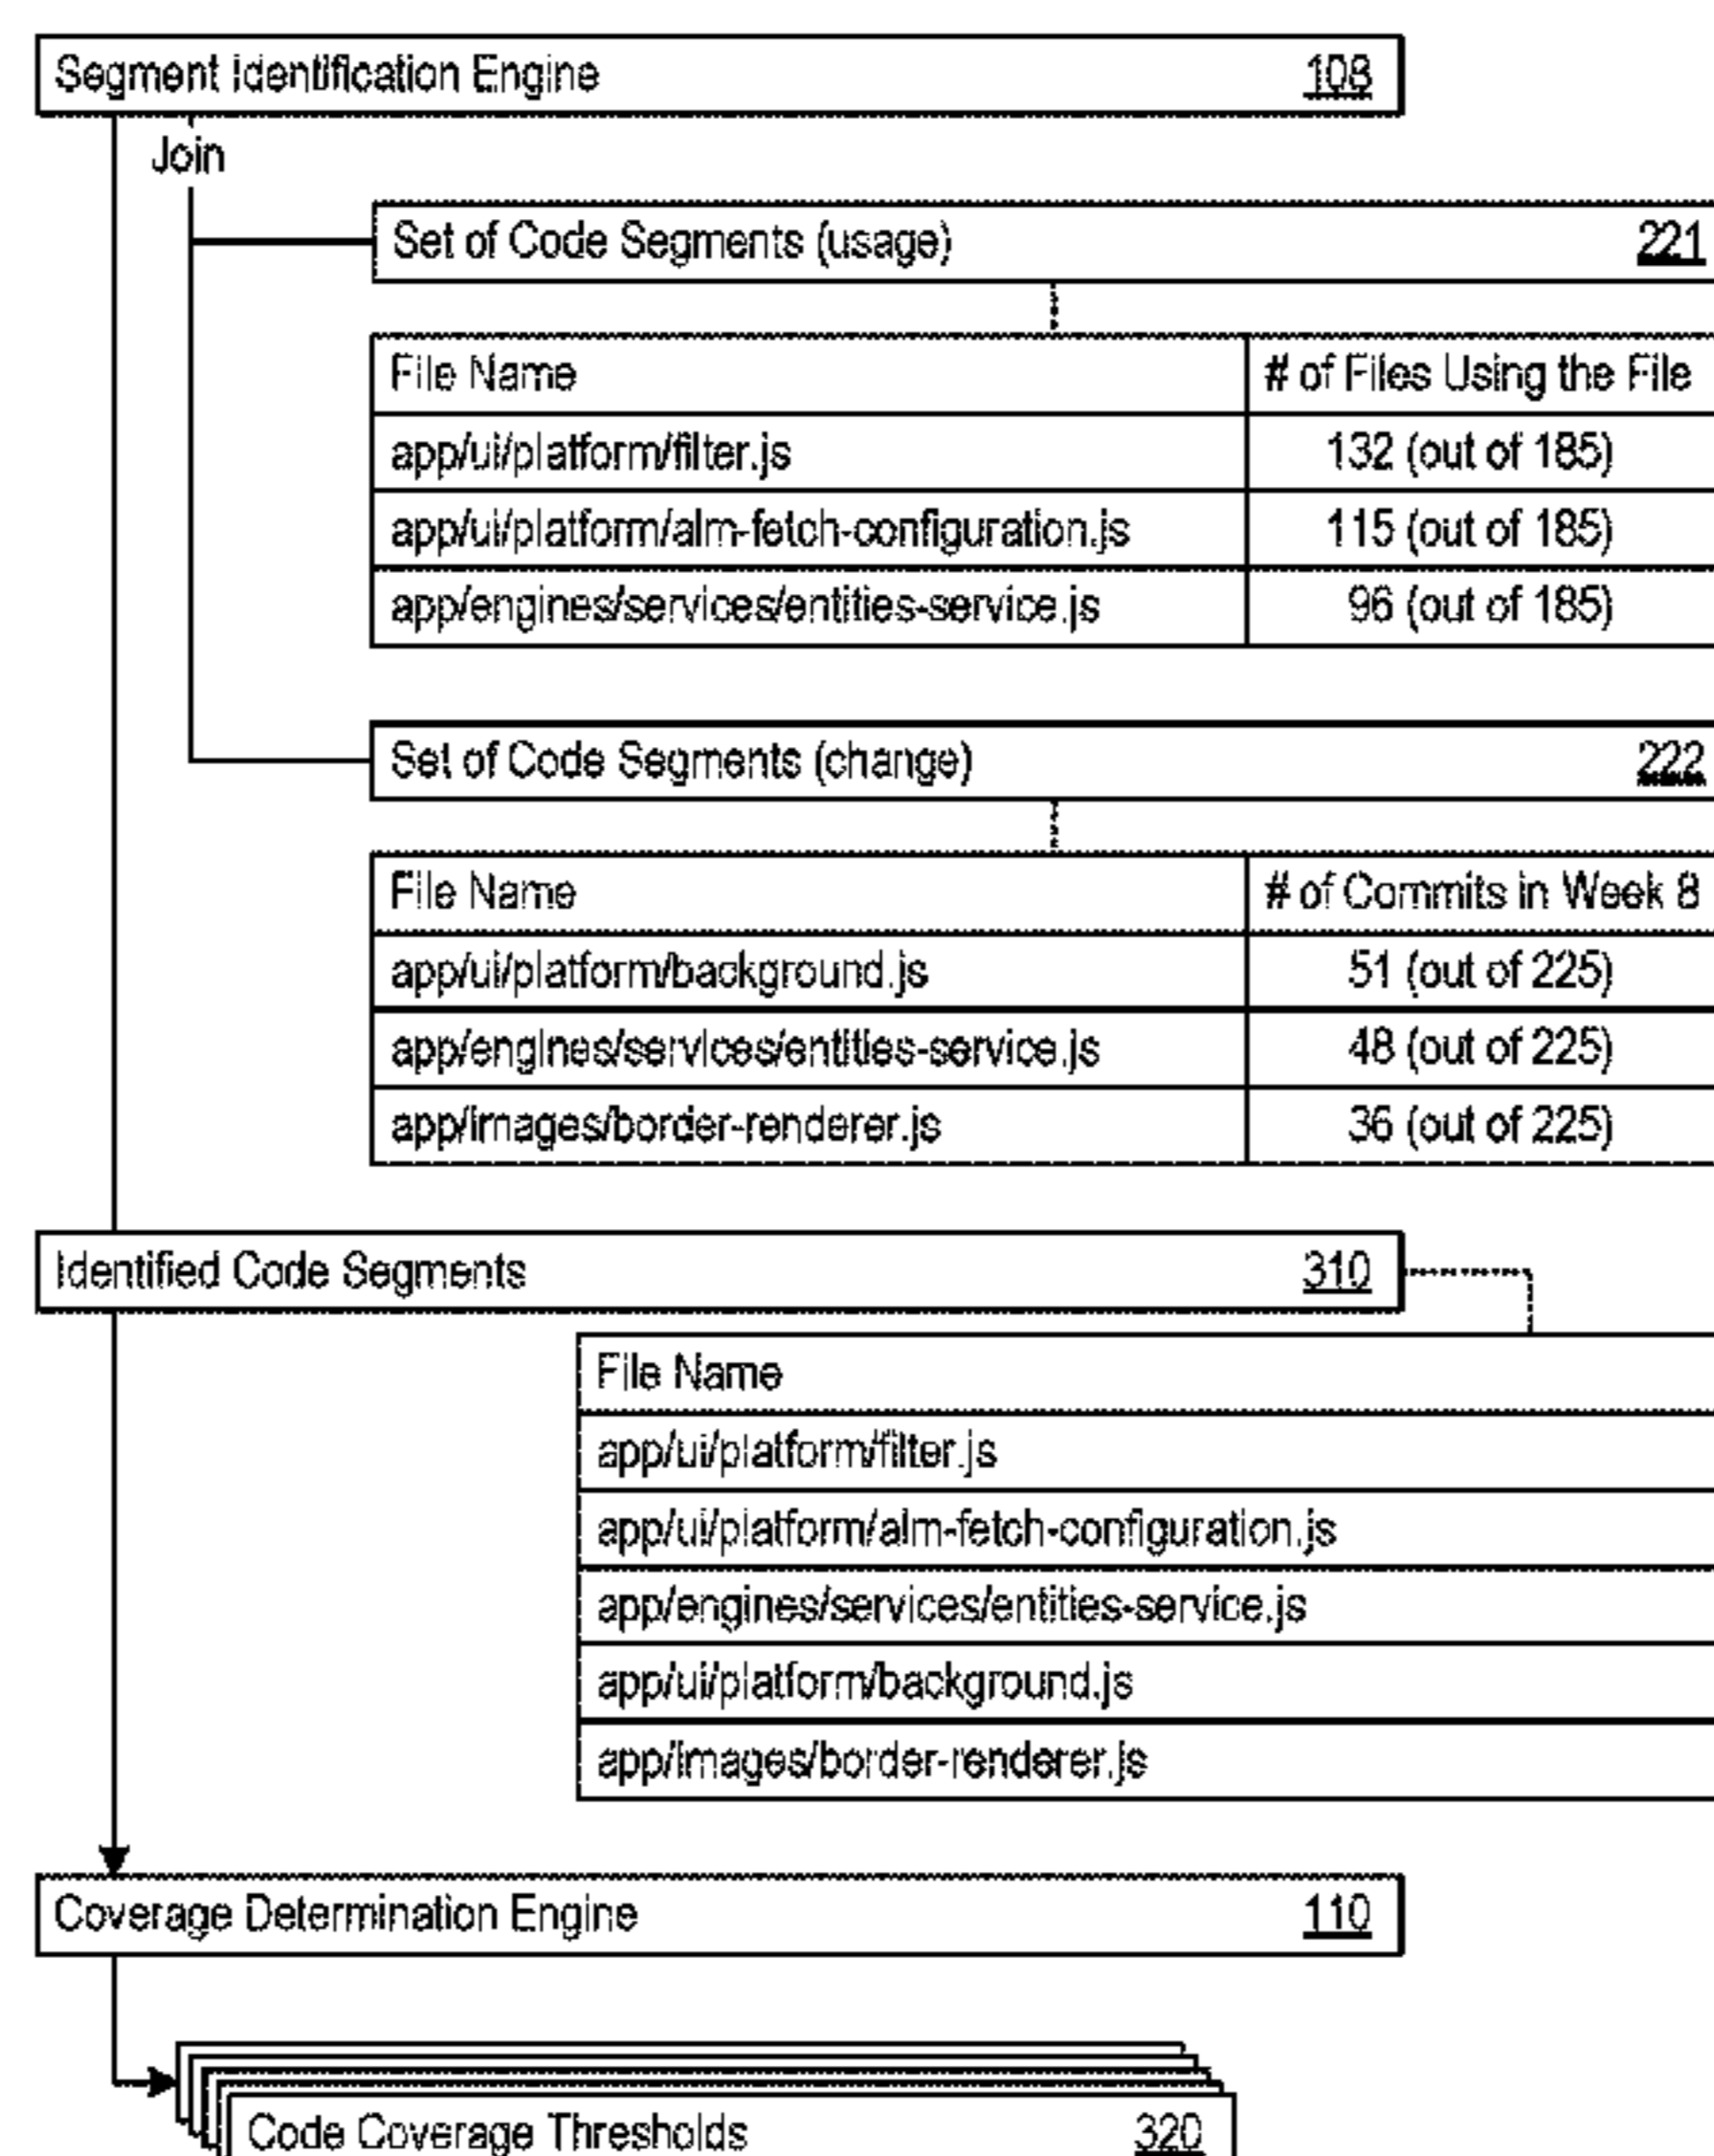 Segment Identification Engine 108
Join
Set of Code Segments (usage) 221
File Name # of Files Using the File
app/ui/platform/filter.js 132 (out of 185)
app/ui/platform/alm-fetch-configuration.js 115 (out of 185)
app/engines/services/entities-service.js 96 (out of 185)
Set of Code Segments (change) 222
File Name # of Commits in Week 8
app/ui/platform/background.js 51 (out of 225)
app/engines/services/entities-service.js 48 (out of 225)
app/images/border-renderer.js 36 (out of 225)
Identified Code Segments 310
File Name
app/ui/platform/filter.js
app/ui/platform/alm-fetch-configuration.js
app/engines/services/entities-service.js
app/ui/platform/background.js
app/images/border-renderer.js
Coverage Determination Engine 110
Code Coverage Thresholds 320